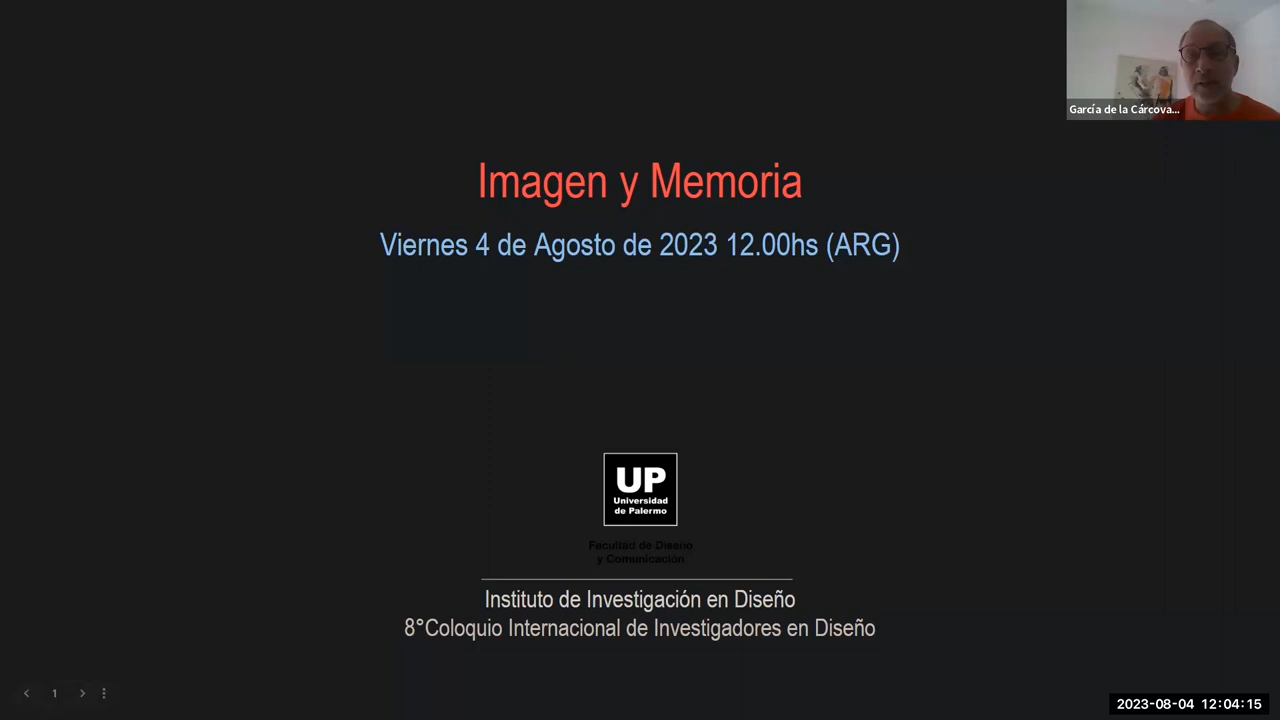 García de la Cárcova...
Imagen y Memoria
Viernes 4 de Agosto de 2023 12.00hs (ARG)
UP
Universidad
de Palermo
Facultad de Diseño
y Comunicación
Instituto de Investigación en Diseño
8°Coloquio Internacional de Investigadores en Diseño
1
2023-08-04 12:04:15